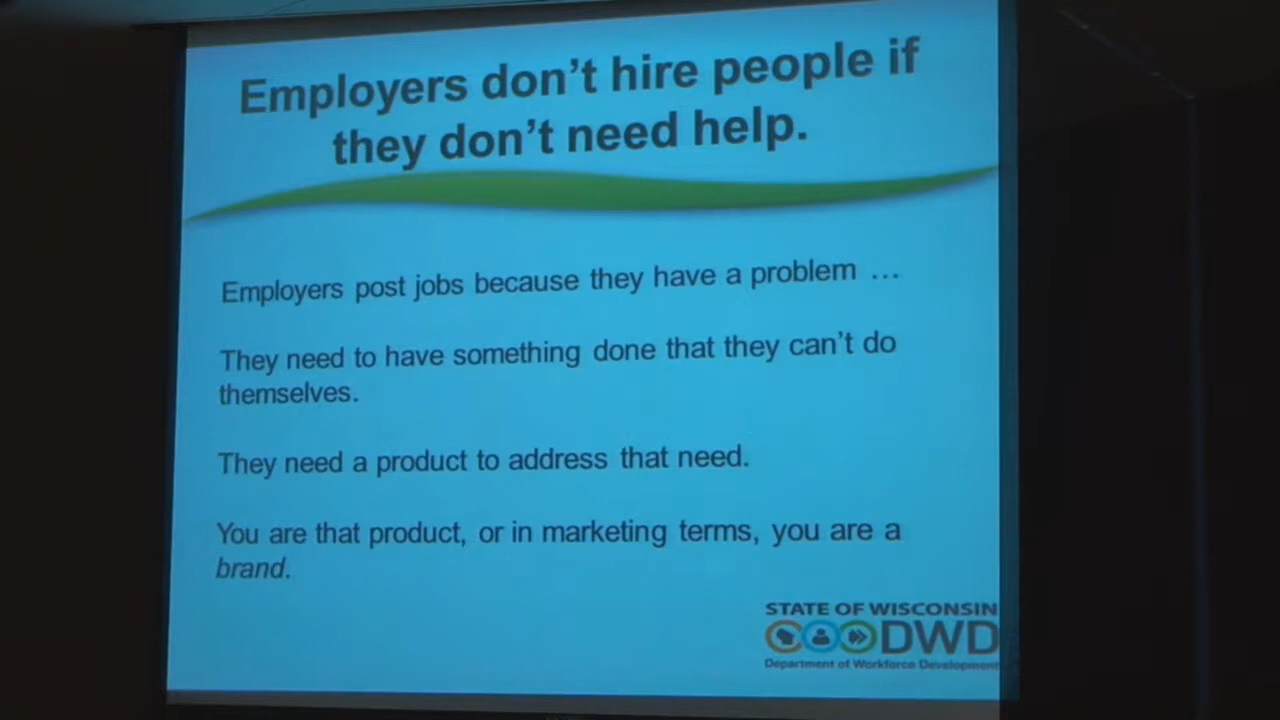 Employers don’t hire people if
they don’t need help.
Employers post jobs because they have a problem …
They need to have something done that they can’t do
themselves.
They need a product to address that need.
You are that product, or in marketing terms, you are a
brand.
STATE OF WISCONSIN
DWD
Department of Workforce Development